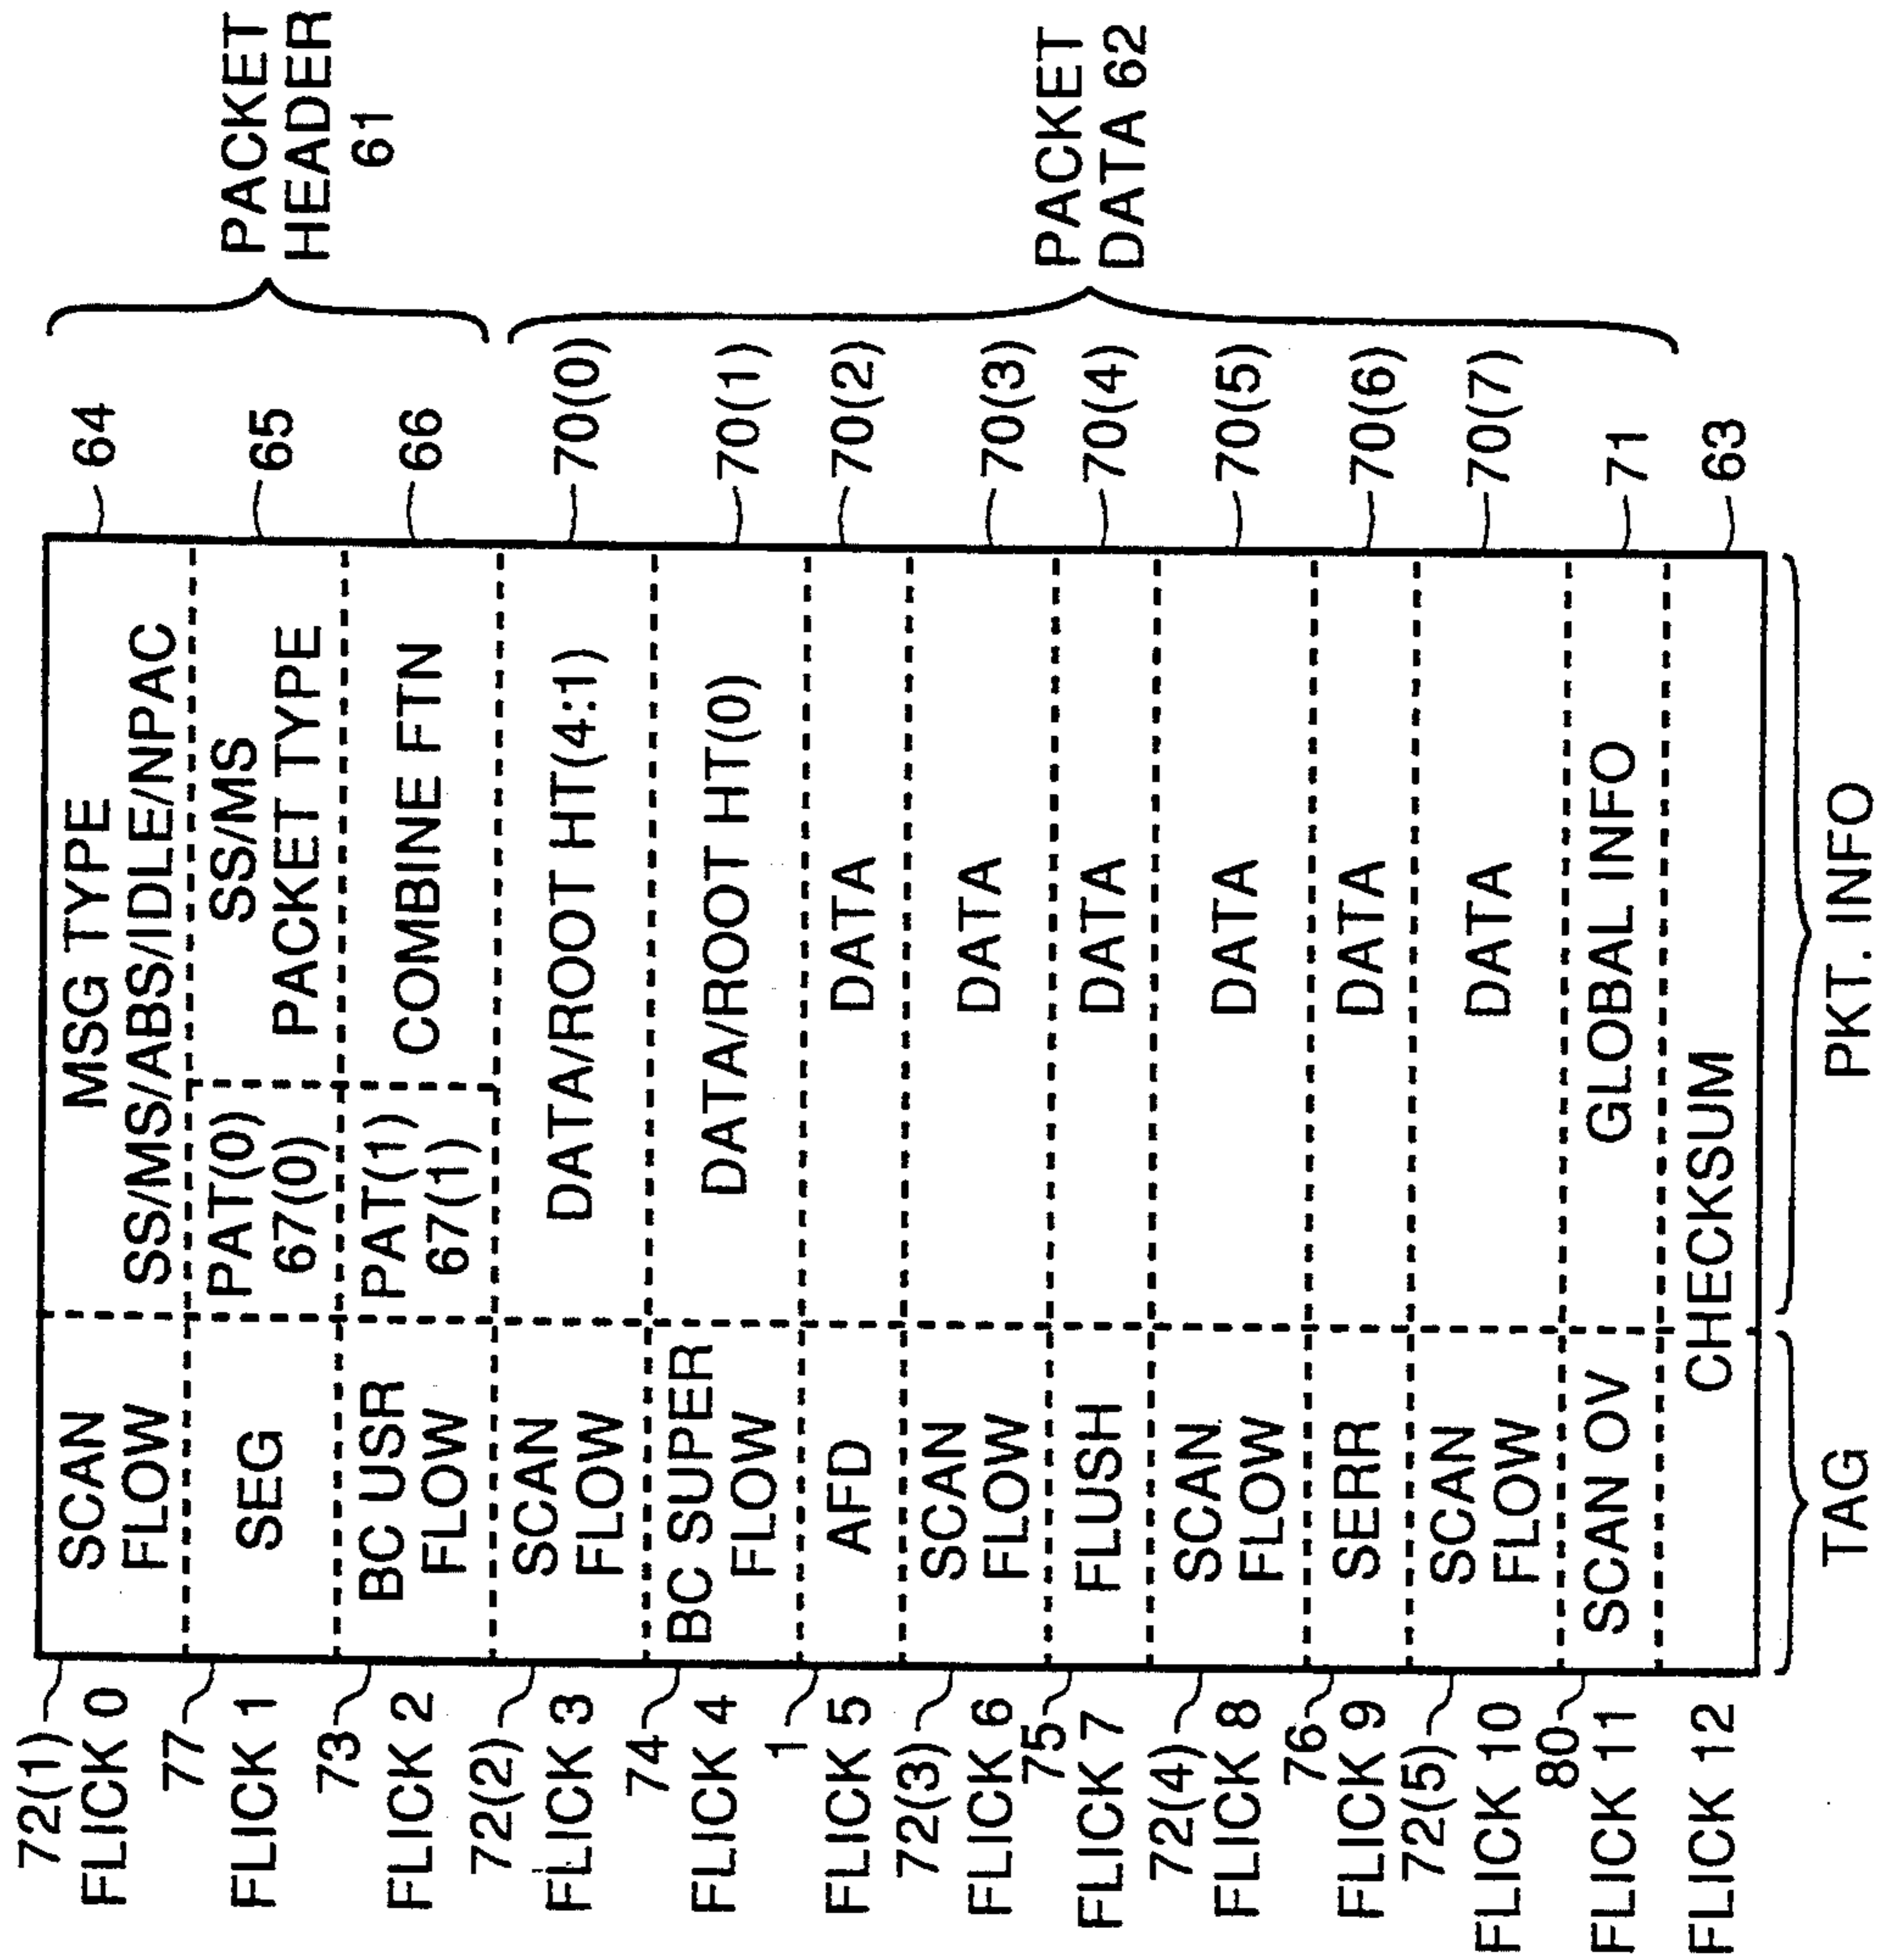 72(1)
FLICK 0
SCAN
FLOW
MSG TYPE
SS/MS/ABS/IDLE/NPAC
64
77
FLICK 1
SEG
PAT(0)
67(0)
SS/MS
PACKET TYPE
65
73
FLICK 2
BC USR
FLOW
PAT(1)
67(1)
COMBINE FTN
66
PACKET
HEADER
61
72(2)
FLICK 3
SCAN
FLOW
DATA/ROOT HT(4:1)
70(0)
74
FLICK 4
BC SUPER
FLOW
DATA/ROOT HT(0)
70(1)
1
FLICK 5
AFD
DATA
70(2)
72(3)
FLICK 6
SCAN
FLOW
DATA
70(3)
75
FLICK 7
FLUSH
DATA
70(4)
72(4)
FLICK 8
SCAN
FLOW
DATA
70(5)
76
FLICK 9
SERR
DATA
70(6)
72(5)
FLICK 10
SCAN
FLOW
DATA
70(7)
80
FLICK 11
SCAN OV
GLOBAL INFO
71
PACKET
DATA 62
FLICK 12
CHECKSUM
63
TAG
PKT. INFO